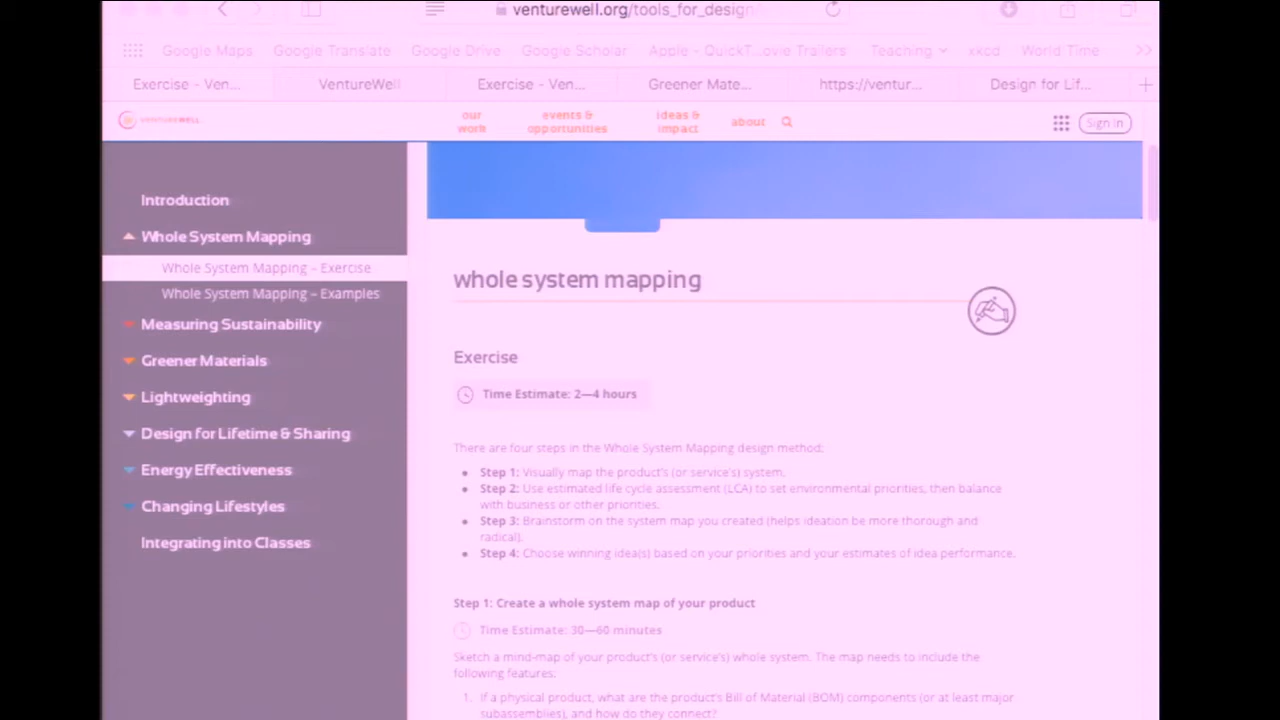 venturewell.org/tools_for_design
Google Maps Google Translate Google Drive Google Scholar Apple - QuickT...ovie Trailers Teaching xkcd World Time >>
Exercise - Ven... VentureWell Exercise - Ven... Greener Mate... https://ventur... Design for Lif... +
VENTUREWELL
our work
events & opportunities
ideas & impact
about
Sign in
Introduction
Whole System Mapping
Whole System Mapping – Exercise
Whole System Mapping – Examples
Measuring Sustainability
Greener Materials
Lightweighting
Design for Lifetime & Sharing
Energy Effectiveness
Changing Lifestyles
Integrating into Classes
whole system mapping
Exercise
Time Estimate: 2—4 hours
There are four steps in the Whole System Mapping design method:
• Step 1: Visually map the product's (or service's) system.
• Step 2: Use estimated life cycle assessment (LCA) to set environmental priorities, then balance
with business or other priorities.
• Step 3: Brainstorm on the system map you created (helps ideation be more thorough and
radical).
• Step 4: Choose winning idea(s) based on your priorities and your estimates of idea performance.
Step 1: Create a whole system map of your product
Time Estimate: 30—60 minutes
Sketch a mind-map of your product's (or service's) whole system. The map needs to include the
following features:
1. If a physical product, what are the product's Bill of Material (BOM) components (or at least major
subassemblies), and how do they connect?